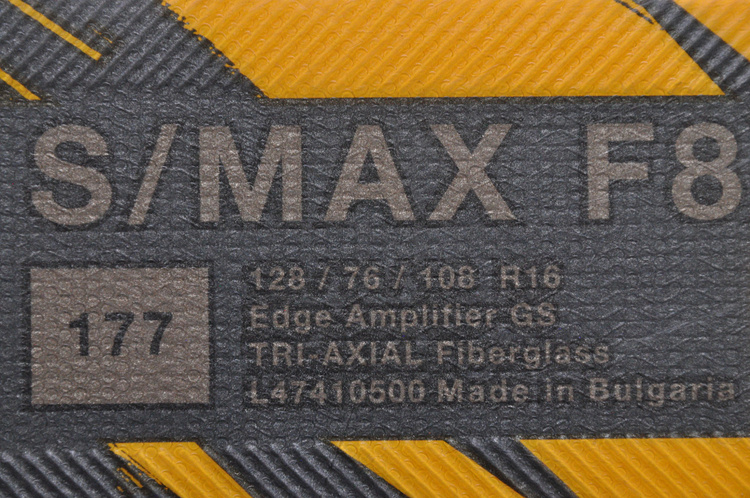 S/MAX F8
177
128 / 76 / 108 R16
Edge Amplifier GS
TRI-AXIAL Fiberglass
L47410500 Made in Bulgaria